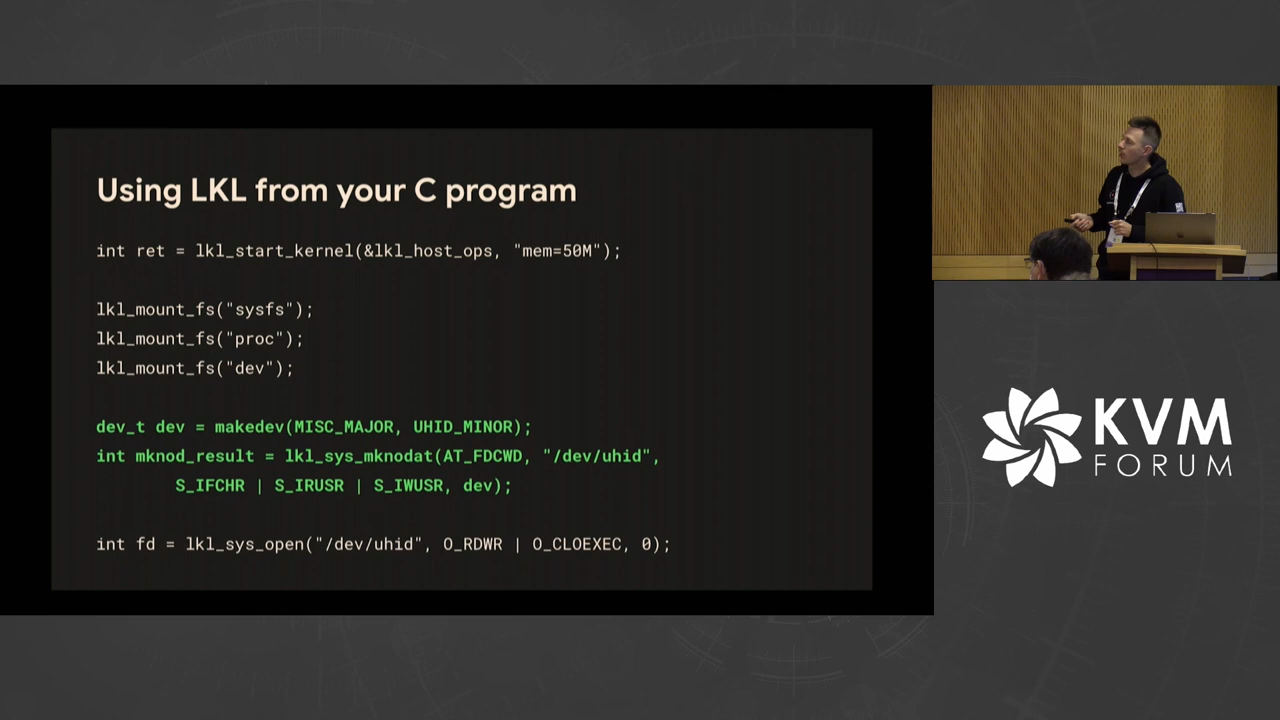 Using LKL from your C program
int ret = lkl_start_kernel(&lkl_host_ops, "mem=50M");
lkl_mount_fs("sysfs");
lkl_mount_fs("proc");
lkl_mount_fs("dev");
dev_t dev = makedev(MISC_MAJOR, UHID_MINOR);
int mknod_result = lkl_sys_mknodat(AT_FDCWD, "/dev/uhid",
S_IFCHR | S_IRUSR | S_IWUSR, dev);
int fd = lkl_sys_open("/dev/uhid", O_RDWR | O_CLOEXEC, 0);
KVM
FORUM